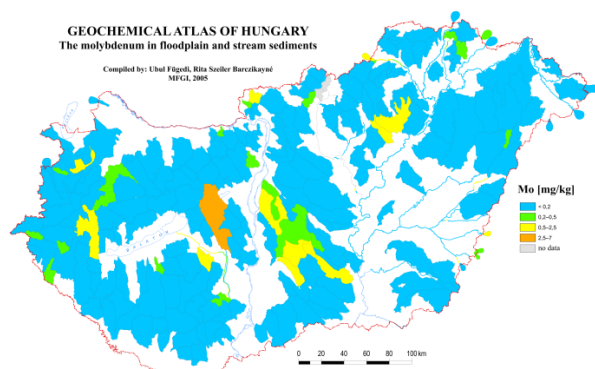 GEOCHEMICAL ATLAS OF HUNGARY
The molybdenum in floodplain and stream sediments
Compiled by: Ubul Fügedi, Rita Szeiler Barczikayné
MFGI, 2005
Mo [mg/kg]
< 0,2
0,2–0,5
0,5–2,5
2,5–7
no data
0 20 40 60 80 100 km